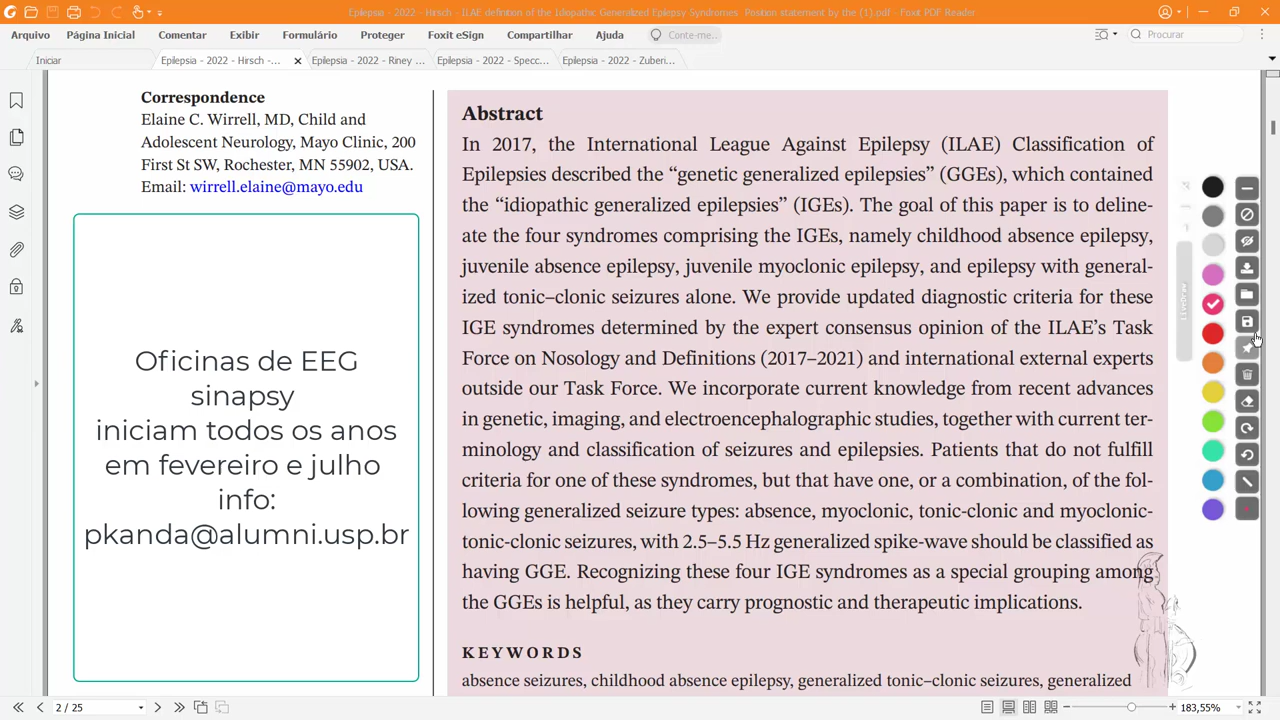 Epilepsia - 2022 - Hirsch - ILAE definition of the Idiopathic Generalized Epilepsy Syndromes Position statement by the (1).pdf - Foxit PDF Reader
Arquivo Página Inicial Comentar Exibir Formulário Proteger Foxit eSign Compartilhar Ajuda Conte-me.. Procurar
Iniciar Epilepsia - 2022 - Hirsch -... Epilepsia - 2022 - Riney ... Epilepsia - 2022 - Specc... Epilepsia - 2022 - Zuberi...
Correspondence
Elaine C. Wirrell, MD, Child and
Adolescent Neurology, Mayo Clinic, 200
First St SW, Rochester, MN 55902, USA.
Email: wirrell.elaine@mayo.edu
Oficinas de EEG
sinapsy
iniciam todos os anos
em fevereiro e julho
info:
pkanda@alumni.usp.br
Abstract
In 2017, the International League Against Epilepsy (ILAE) Classification of
Epilepsies described the “genetic generalized epilepsies” (GGEs), which contained
the “idiopathic generalized epilepsies” (IGEs). The goal of this paper is to deline-
ate the four syndromes comprising the IGEs, namely childhood absence epilepsy,
juvenile absence epilepsy, juvenile myoclonic epilepsy, and epilepsy with general-
ized tonic–clonic seizures alone. We provide updated diagnostic criteria for these
IGE syndromes determined by the expert consensus opinion of the ILAE’s Task
Force on Nosology and Definitions (2017–2021) and international external experts
outside our Task Force. We incorporate current knowledge from recent advances
in genetic, imaging, and electroencephalographic studies, together with current ter-
minology and classification of seizures and epilepsies. Patients that do not fulfill
criteria for one of these syndromes, but that have one, or a combination, of the fol-
lowing generalized seizure types: absence, myoclonic, tonic-clonic and myoclonic-
tonic-clonic seizures, with 2.5–5.5 Hz generalized spike-wave should be classified as
having GGE. Recognizing these four IGE syndromes as a special grouping among
the GGEs is helpful, as they carry prognostic and therapeutic implications.
KEYWORDS
absence seizures, childhood absence epilepsy, generalized tonic–clonic seizures, generalized
LiveDraw
2 / 25
183,55%